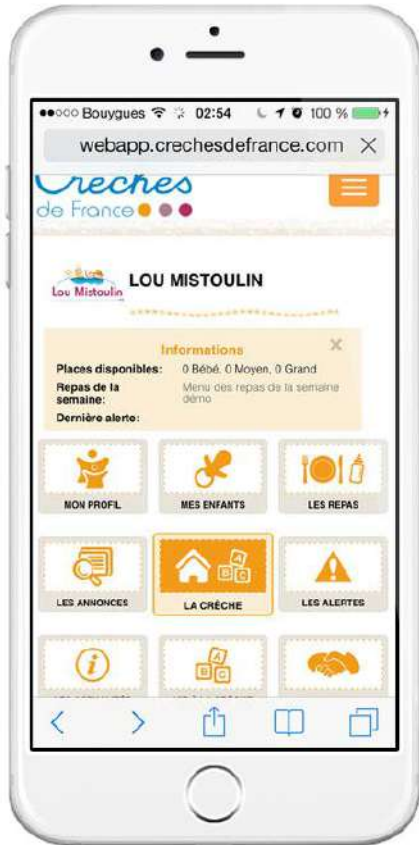 Bouygues 02:54 100 %
webapp.crechesdefrance.com
Creches
de France
Lou Mistoulin
LOU MISTOULIN
Informations
Places disponibles: 0 Bébé, 0 Moyen, 0 Grand
Repas de la semaine: Menu des repas de la semaine démo
Dernière alerte:
MON PROFIL
MES ENFANTS
LES REPAS
LES ANNONCES
A B C
LA CRÈCHE
LES ALERTES
i
A B C